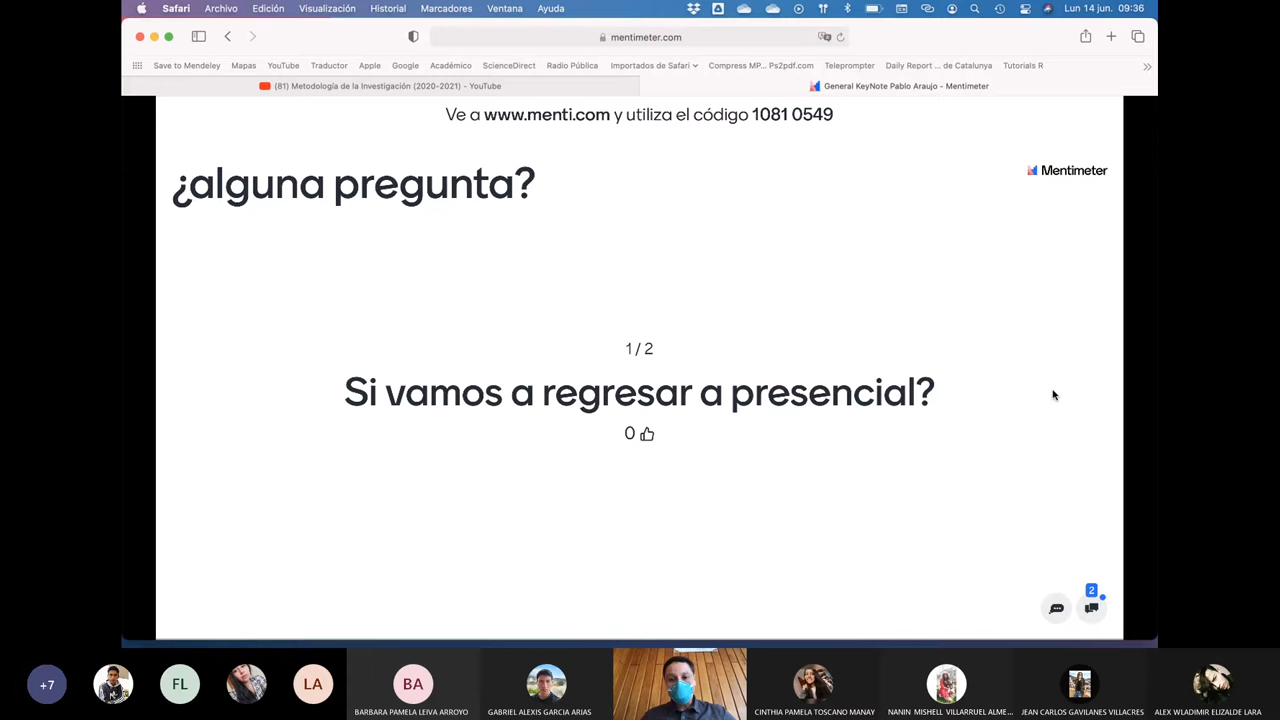 Safari Archivo Edición Visualización Historial Marcadores Ventana Ayuda Lun 14 jun. 09:36
mentimeter.com
Save to Mendeley Mapas YouTube Traductor Apple Google Académico ScienceDirect Radio Pública Importados de Safari Compress MP... Ps2pdf.com Teleprompter Daily Report ... de Catalunya Tutorials R
(81) Metodología de la Investigación (2020-2021) - YouTube
General KeyNote Pablo Araujo - Mentimeter
Ve a www.menti.com y utiliza el código 1081 0549
¿alguna pregunta?
Mentimeter
1 / 2
Si vamos a regresar a presencial?
0
2
+7
FL
LA
BA
BARBARA PAMELA LEIVA ARROYO
GABRIEL ALEXIS GARCIA ARIAS
CINTHIA PAMELA TOSCANO MANAY
NANIN MISHELL VILLARRUEL ALME...
JEAN CARLOS GAVILANES VILLACRES
ALEX WLADIMIR ELIZALDE LARA